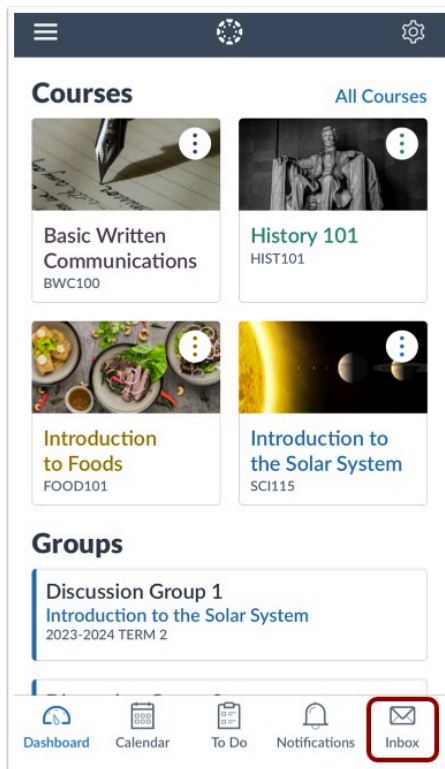 Courses
All Courses
Basic Written
Communications
BWC100
History 101
HIST101
Introduction
to Foods
FOOD101
Introduction to
the Solar System
SCI115
Groups
Discussion Group 1
Introduction to the Solar System
2023-2024 TERM 2
Dashboard
Calendar
To Do
Notifications
Inbox